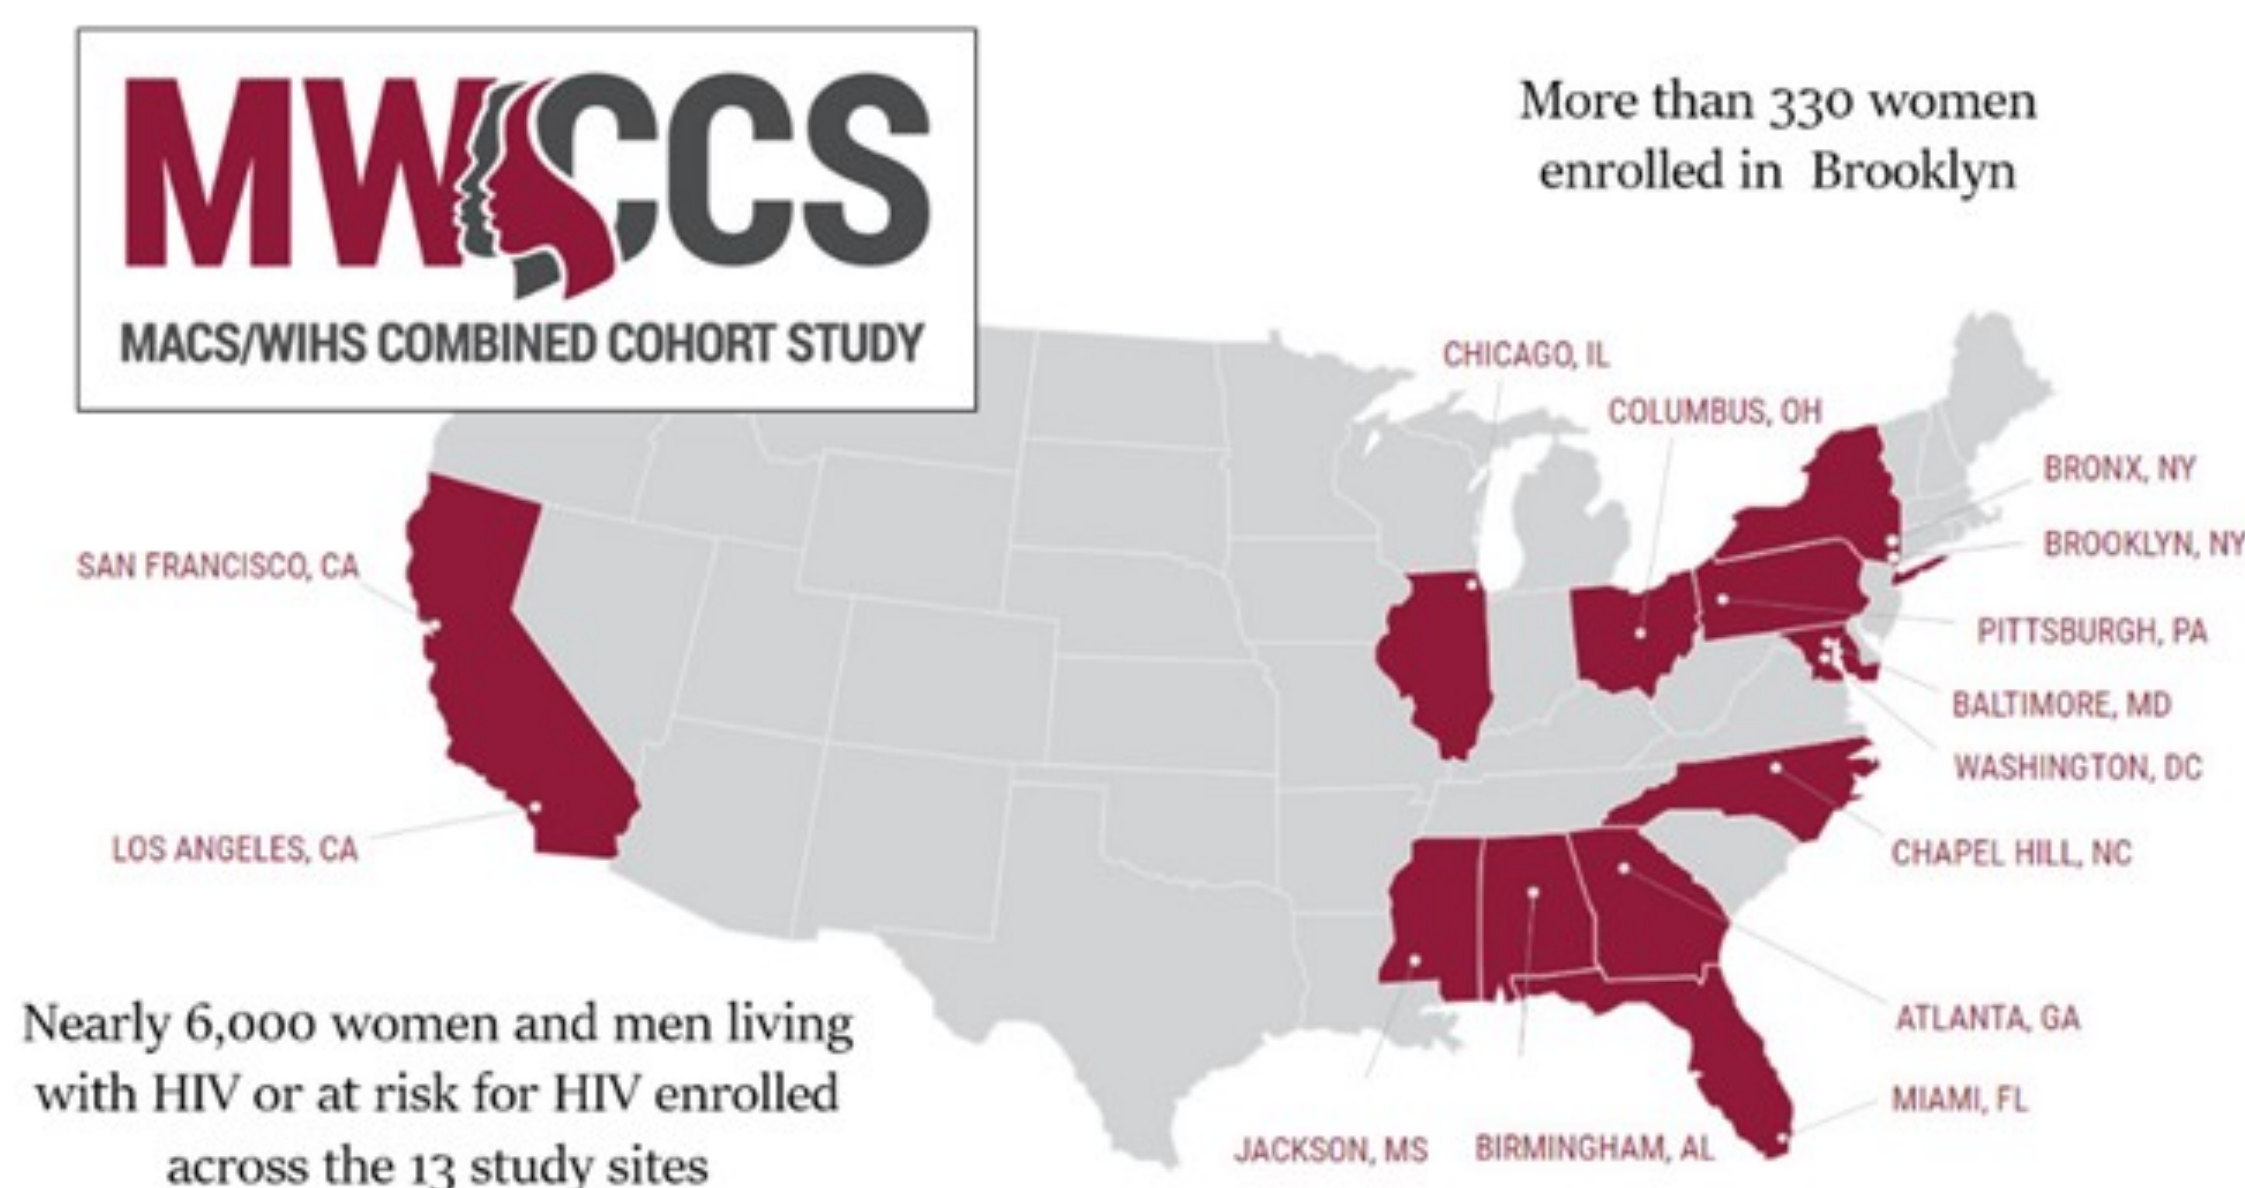 MWCCS
MACS/WIHS COMBINED COHORT STUDY
More than 330 women
enrolled in Brooklyn
CHICAGO, IL
COLUMBUS, OH
BRONX, NY
BROOKLYN, NY
SAN FRANCISCO, CA
PITTSBURGH, PA
BALTIMORE, MD
WASHINGTON, DC
LOS ANGELES, CA
CHAPEL HILL, NC
ATLANTA, GA
MIAMI, FL
JACKSON, MS
BIRMINGHAM, AL
Nearly 6,000 women and men living
with HIV or at risk for HIV enrolled
across the 13 study sites